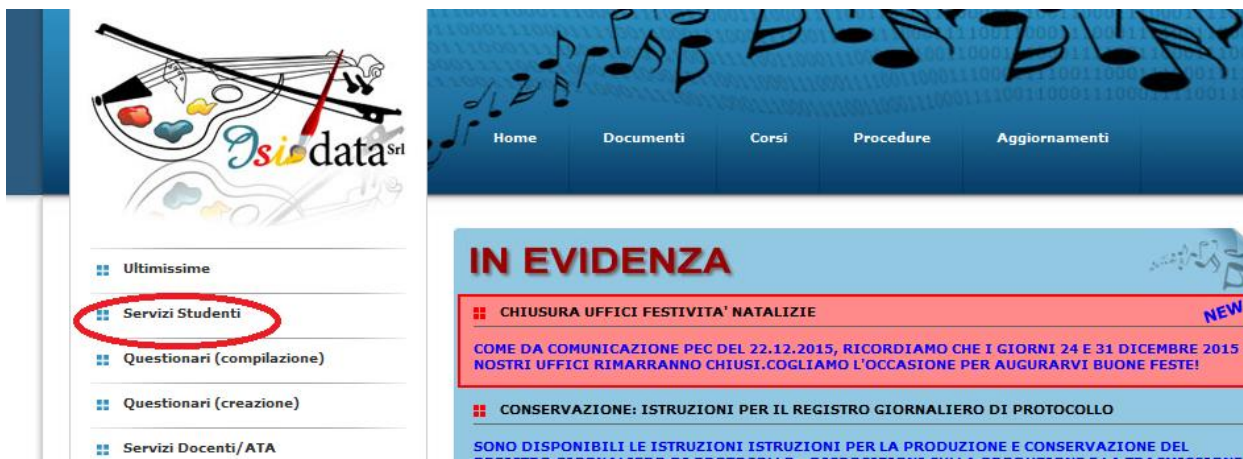 Isidata Srl
Home
Documenti
Corsi
Procedure
Aggiornamenti
Ultimissime
Servizi Studenti
Questionari (compilazione)
Questionari (creazione)
Servizi Docenti/ATA
IN EVIDENZA
CHIUSURA UFFICI FESTIVITA' NATALIZIE
NEW
COME DA COMUNICAZIONE PEC DEL 22.12.2015, RICORDIAMO CHE I GIORNI 24 E 31 DICEMBRE 2015
NOSTRI UFFICI RIMARRANNO CHIUSI.COGLIAMO L'OCCASIONE PER AUGURARVI BUONE FESTE!
CONSERVAZIONE: ISTRUZIONI PER IL REGISTRO GIORNALIERO DI PROTOCOLLO
SONO DISPONIBILI LE ISTRUZIONI ISTRUZIONI PER LA PRODUZIONE E CONSERVAZIONE DEL